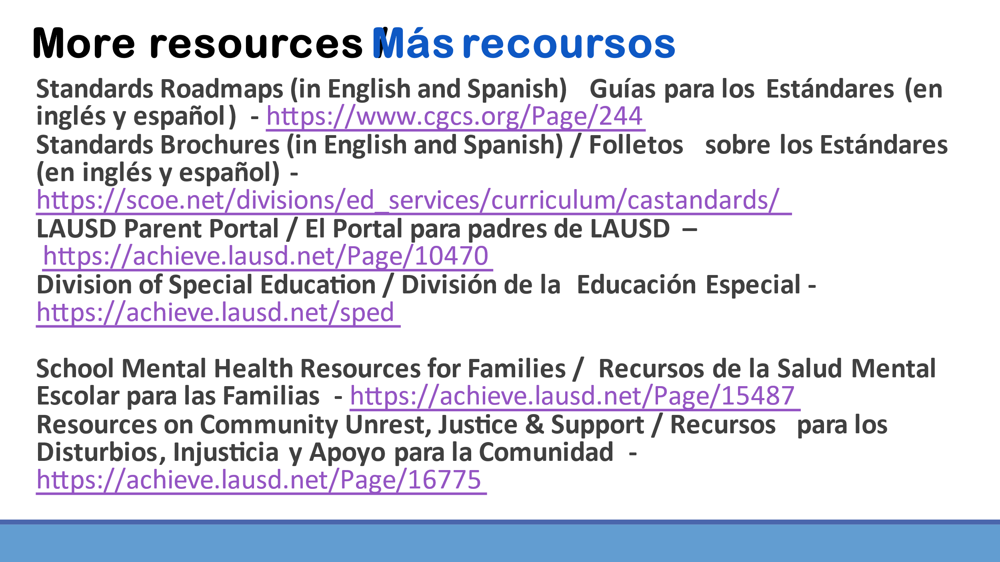 More resources / Más recoursos
Standards Roadmaps (in English and Spanish) Guías para los Estándares (en
inglés y español) - https://www.cgcs.org/Page/244
Standards Brochures (in English and Spanish) / Folletos sobre los Estándares
(en inglés y español) -
https://scoe.net/divisions/ed_services/curriculum/castandards/
LAUSD Parent Portal / El Portal para padres de LAUSD –
https://achieve.lausd.net/Page/10470
Division of Special Education / División de la Educación Especial -
https://achieve.lausd.net/sped
School Mental Health Resources for Families / Recursos de la Salud Mental
Escolar para las Familias - https://achieve.lausd.net/Page/15487
Resources on Community Unrest, Justice & Support / Recursos para los
Disturbios, Injusticia y Apoyo para la Comunidad -
https://achieve.lausd.net/Page/16775